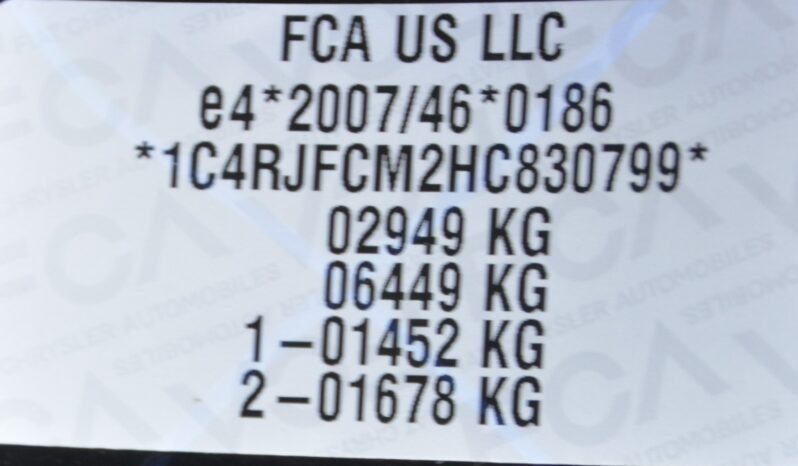 FCA US LLC
e4*2007/46*0186
*1C4RJFCM2HC830799*
02949 KG
06449 KG
1-01452 KG
2-01678 KG